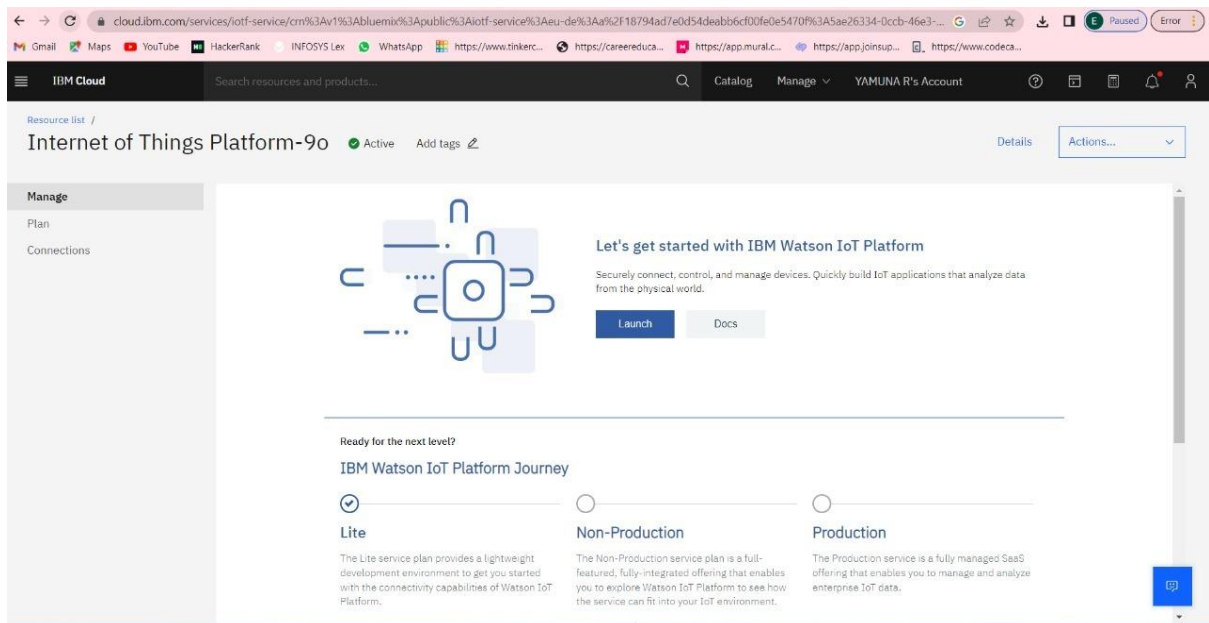 cloud.ibm.com/services/iotf-service/crn%3Av1%3Abluemix%3Apublic%3Aiotf-service%3Aeu-de%3Aa%2F18794ad7e0d54deabb6cf00fe0e5470f%3A5ae26334-0ccb-46e3-... G E Paused Error
Gmail Maps YouTube HackerRank INFOSYS Lex WhatsApp https://www.tinkerc... https://careereduca... https://app.mural.c... https://app.joinsup... https://www.codeca...
IBM Cloud Search resources and products... Catalog Manage YAMUNA R's Account
Resource list /
Internet of Things Platform-9o Active Add tags Details Actions...
Manage
Plan
Connections
Let's get started with IBM Watson IoT Platform
Securely connect, control, and manage devices. Quickly build IoT applications that analyze data
from the physical world.
Launch Docs
Ready for the next level?
IBM Watson IoT Platform Journey
Lite
The Lite service plan provides a lightweight
development environment to get you started
with the connectivity capabilities of Watson IoT
Platform.
Non-Production
The Non-Production service plan is a full-
featured, fully-integrated offering that enables
you to explore Watson IoT Platform to see how
the service can fit into your IoT environment.
Production
The Production service is a fully managed SaaS
offering that enables you to manage and analyze
enterprise IoT data.